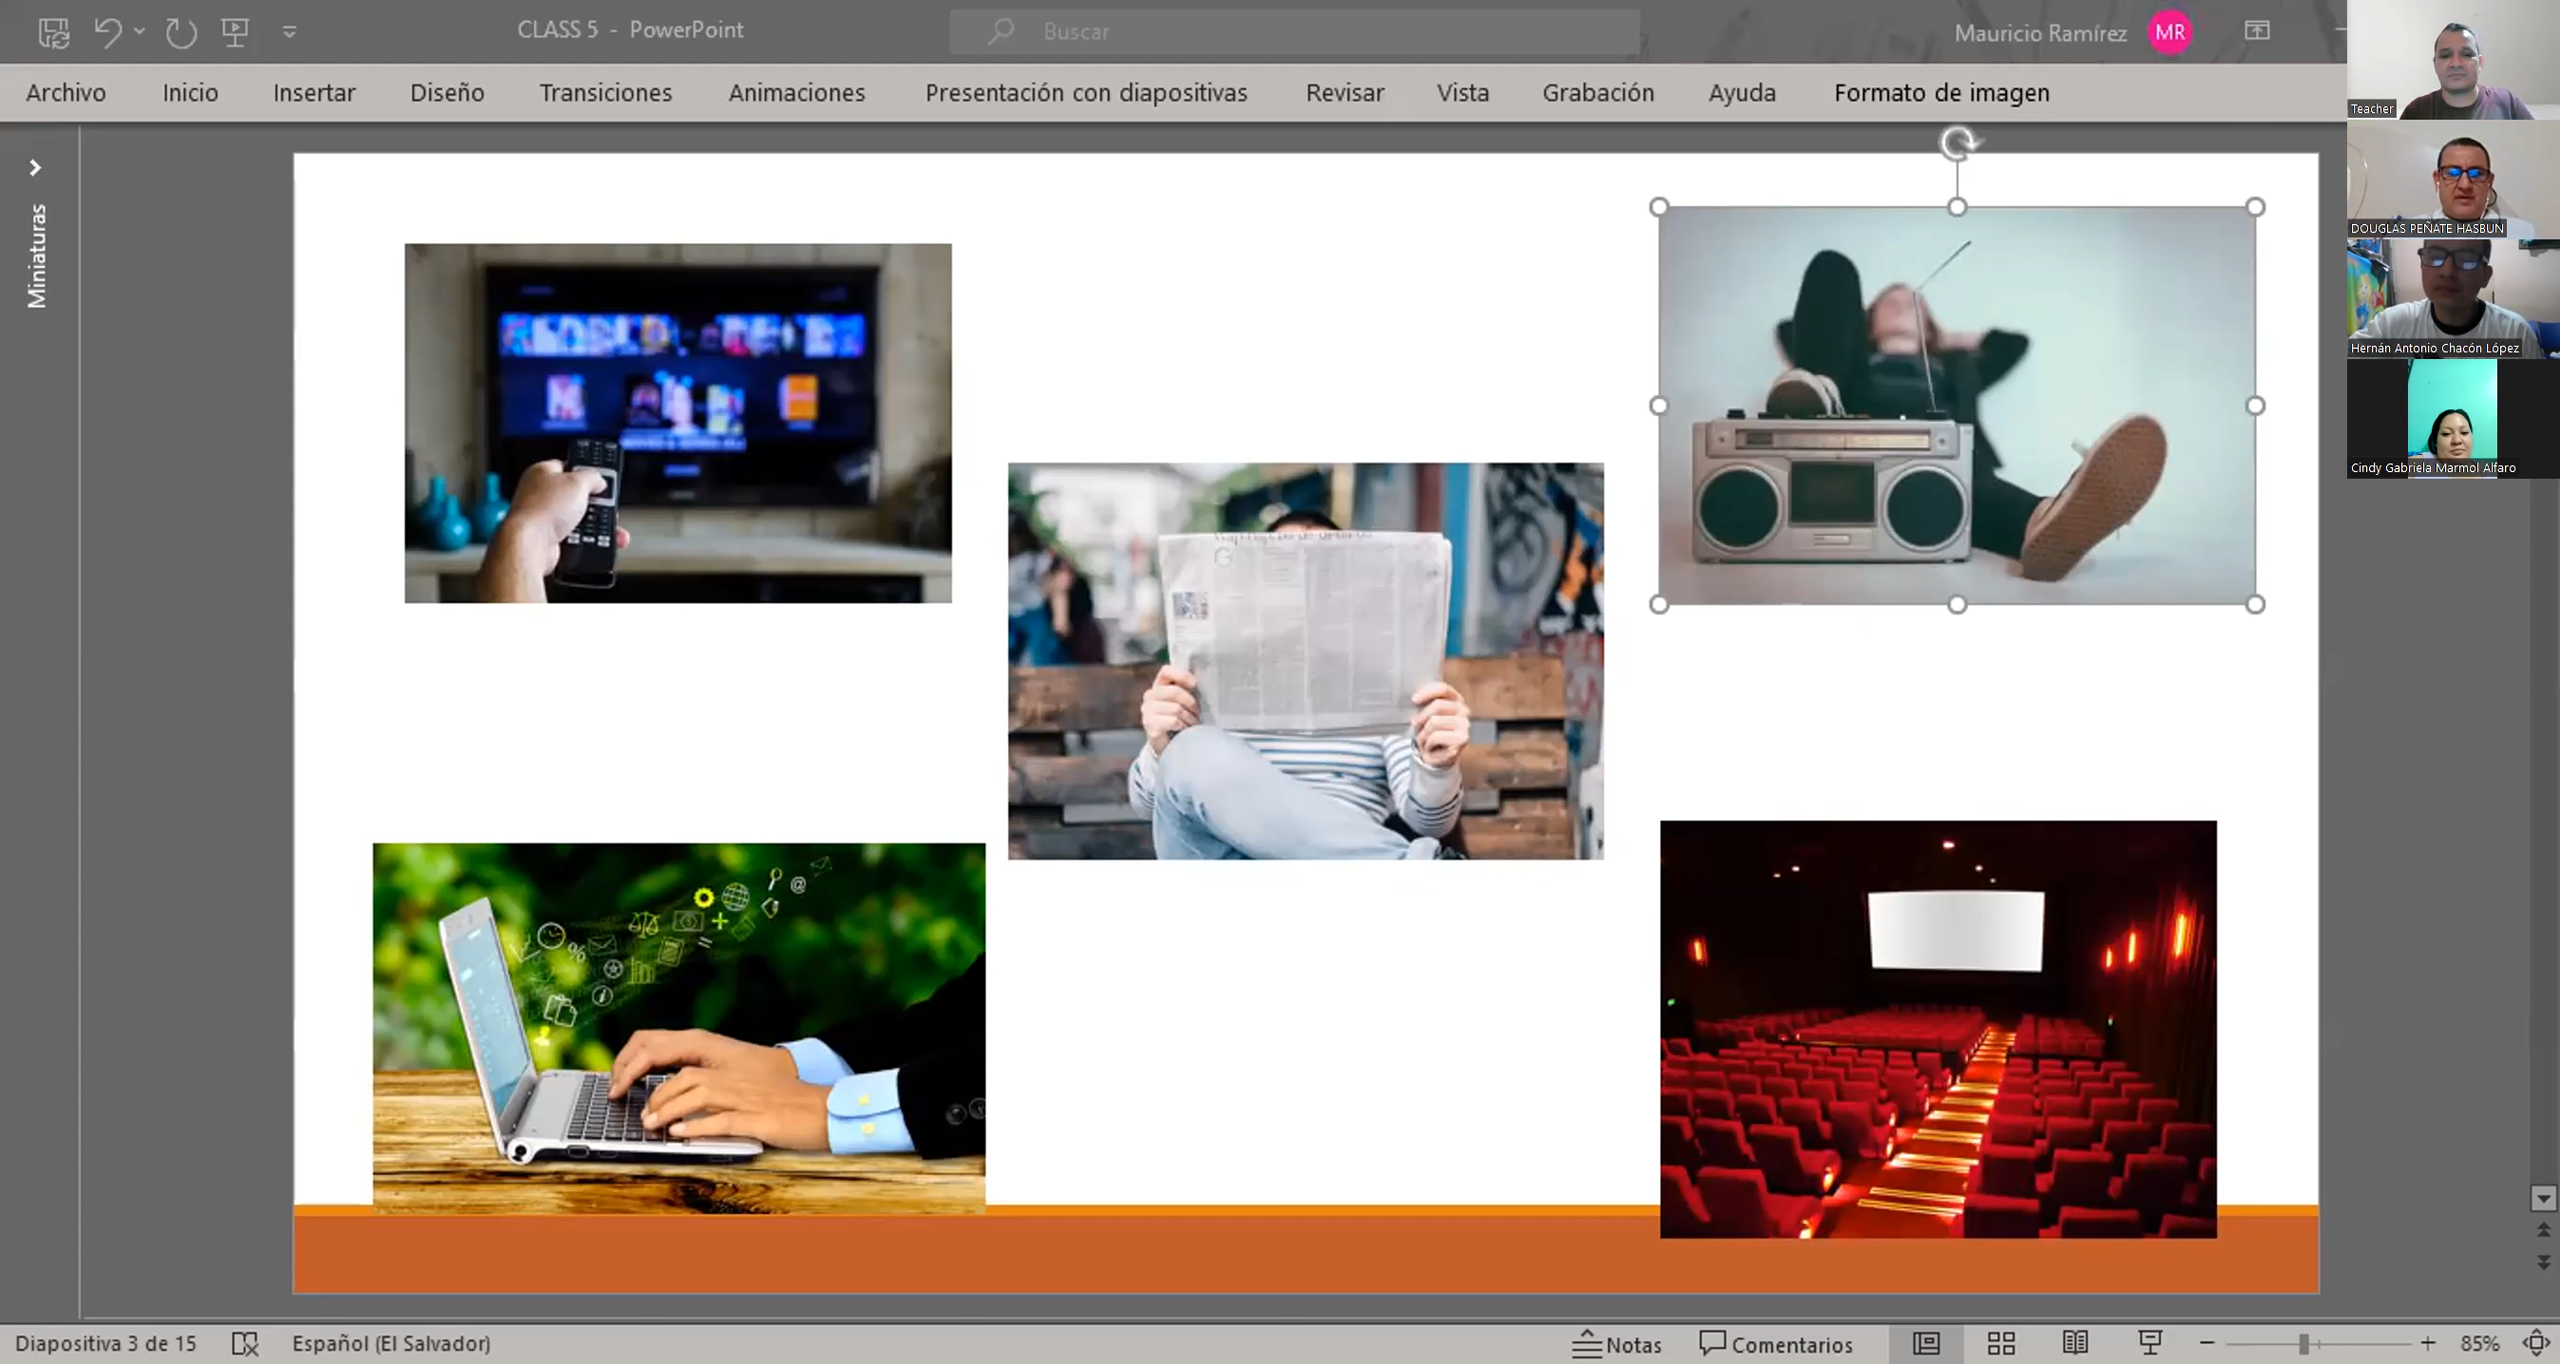 CLASS 5 - PowerPoint
Buscar
Mauricio Ramírez
MR
Archivo
Inicio
Insertar
Diseño
Transiciones
Animaciones
Presentación con diapositivas
Revisar
Vista
Grabación
Ayuda
Formato de imagen
Teacher
DOUGLAS PEÑATE HASBUN
Hernán Antonio Chacón López
Cindy Gabriela Marmol Alfaro
Miniaturas
Diapositiva 3 de 15
Español (El Salvador)
Notas
Comentarios
85%